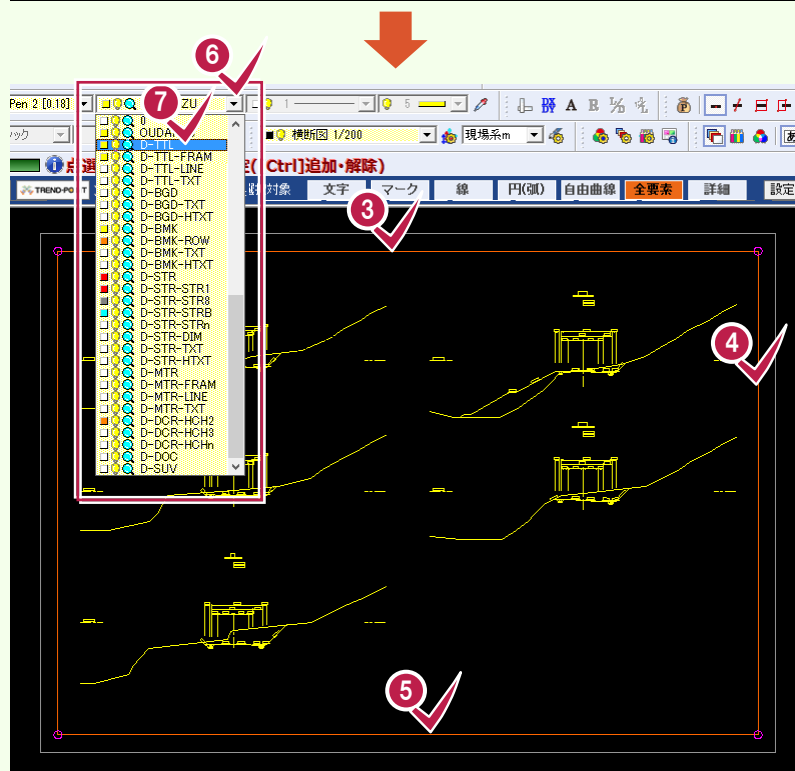 6
Pen 2 [0.18]
7
ZU
1
5
A
横断図 1/200
現場系m
点選
[Ctrl]追加・解除)
TREND-PO
対象
文字
マーク
線
円(弧)
自由曲線
全要素
詳細
設定
0
OUDAN
D-TTL
D-TTL-FRAM
D-TTL-LINE
D-TTL-TXT
D-BGD
D-BGD-TXT
D-BGD-HTXT
D-BMK
D-BMK-ROW
D-BMK-TXT
D-BMK-HTXT
D-STR
D-STR-STR1
D-STR-STR8
D-STR-STRB
D-STR-STRn
D-STR-DIM
D-STR-TXT
D-STR-HTXT
D-MTR
D-MTR-FRAM
D-MTR-LINE
D-MTR-TXT
D-DCR-HCH2
D-DCR-HCH3
D-DCR-HCHn
D-DOC
D-SUV
3
4
5